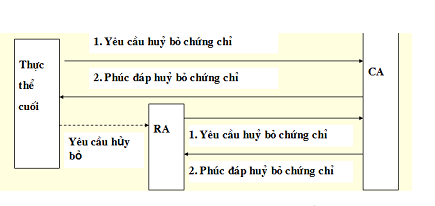 1. Yêu cầu huỷ bỏ chứng chỉ
Thực
thể
cuối
2. Phúc đáp huỷ bỏ chứng chỉ
CA
RA
1. Yêu cầu huỷ bỏ chứng chỉ
Yêu cầu hủy
bỏ
2. Phúc đáp huỷ bỏ chứng chỉ